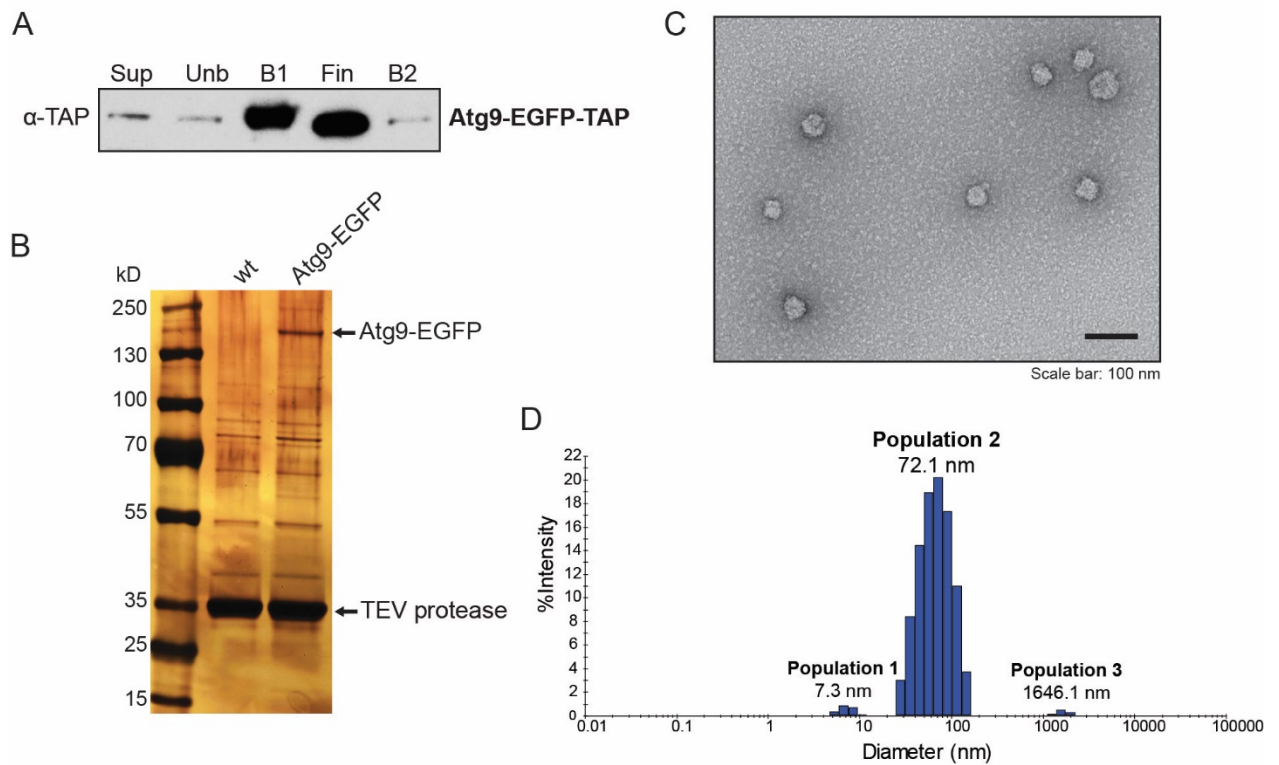 A
Sup Unb B1 Fin B2
α-TAP
Atg9-EGFP-TAP
B
kD
wt
Atg9-EGFP
250
130
100
70
55
35
25
15
Atg9-EGFP
TEV protease
C
Scale bar: 100 nm
D
Population 2
72.1 nm
Population 1
7.3 nm
Population 3
1646.1 nm
%Intensity
22
20
18
16
14
12
10
8
6
4
2
0
0.01 0.1 1 10 100 1000 10000 100000
Diameter (nm)